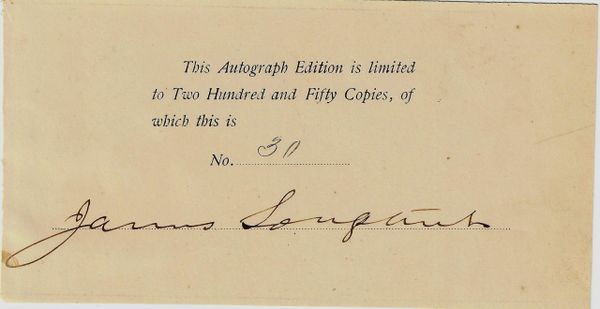 This Autograph Edition is limited
to Two Hundred and Fifty Copies, of
which this is
No. 30
James Longstreet